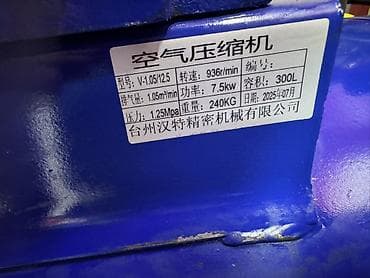 空气压缩机
型号: V-1.05/12.5 转速: 936r/min 编号:
排气量: 1.05m³/min 功率: 7.5kw 容积: 300L
压力: 1.25Mpa 重量: 240KG 日期: 2025年07月
台州汉特精密机械有限公司